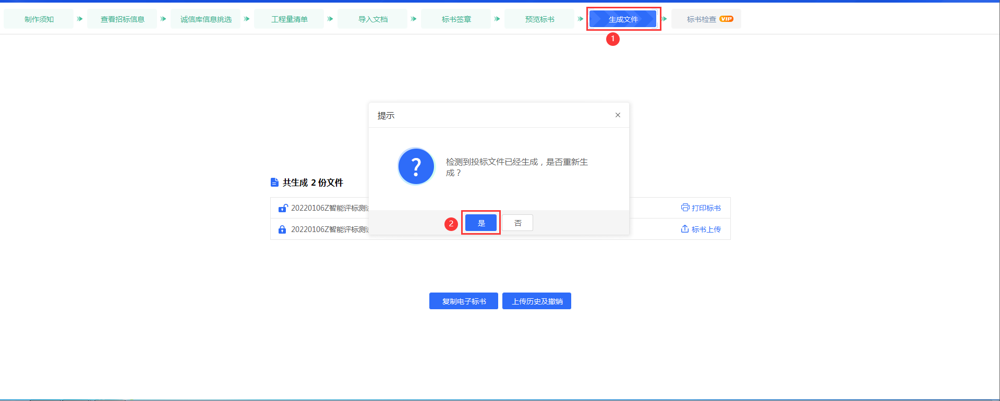 制作须知
查看招标信息
诚信库信息挑选
工程量清单
导入文档
标书签章
预览标书
生成文件
标书检查 VIP
1
提示
检测到投标文件已经生成，是否重新生
成？
共生成 2 份文件
20220106Z智能评标测
打印标书
20220106Z智能评标测
标书上传
2
是
否
复制电子标书
上传历史及撤销